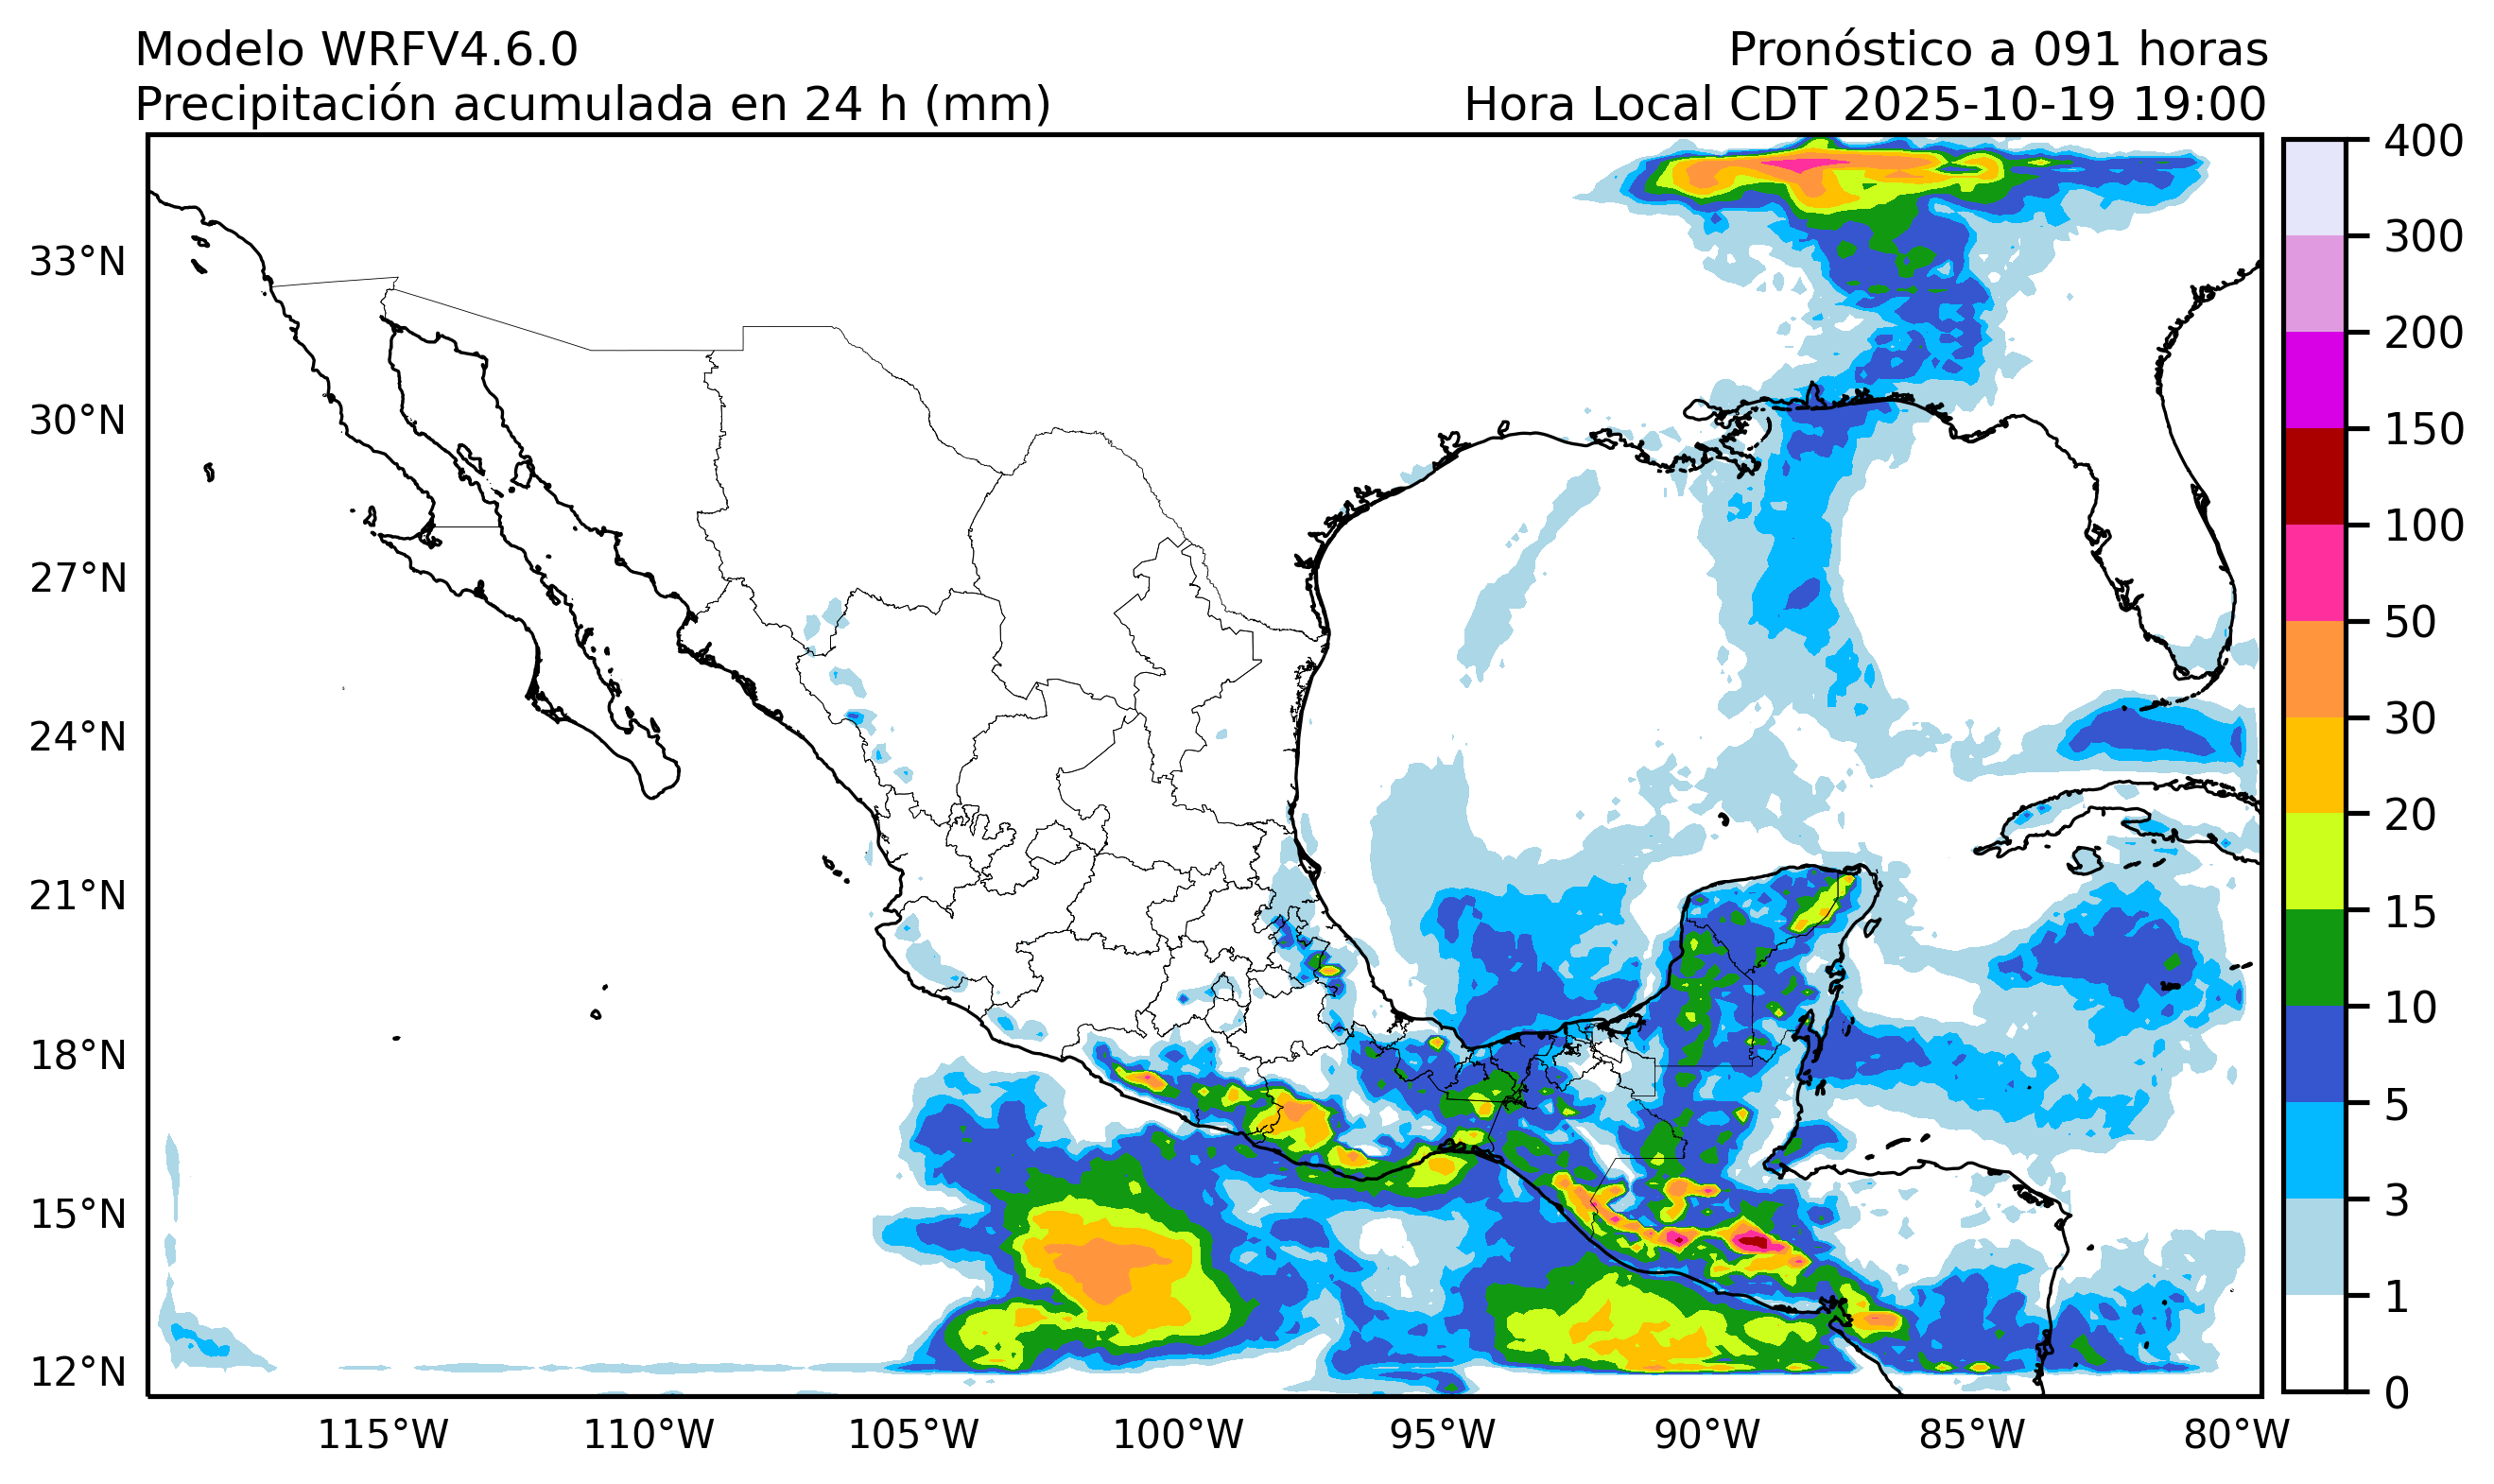 Modelo WRFV4.6.0
Pronóstico a 091 horas
Precipitación acumulada en 24 h (mm)
Hora Local CDT 2025-10-19 19:00
400
300
200
150
100
50
30
20
15
10
5
3
1
0
33°N
30°N
27°N
24°N
21°N
18°N
15°N
12°N
115°W
110°W
105°W
100°W
95°W
90°W
85°W
80°W